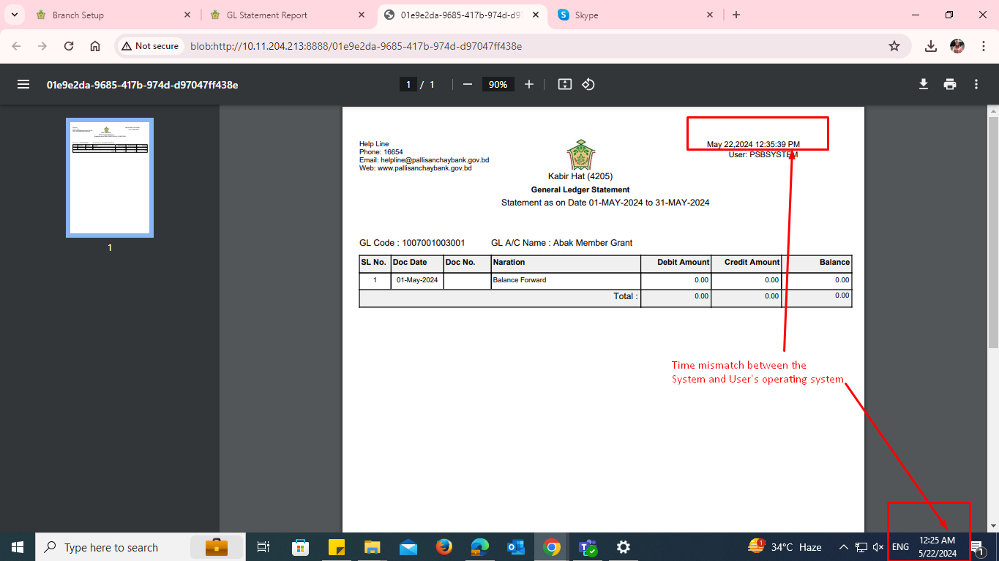 Branch Setup
GL Statement Report
01e9e2da-9685-417b-974d-d97
Skype
Not secure
blob:http://10.11.204.213:8888/01e9e2da-9685-417b-974d-d97047ff438e
01e9e2da-9685-417b-974d-d97047ff438e
1 / 1
90%
1
Help Line
Phone: 16654
Email: helpline@pallisanchaybank.gov.bd
Web: www.pallisanchaybank.gov.bd
May 22,2024 12:35:39 PM
User: PSBSYSTEM
Kabir Hat (4205)
General Ledger Statement
Statement as on Date 01-MAY-2024 to 31-MAY-2024
GL Code : 1007001003001 GL A/C Name : Abak Member Grant
SL No. Doc Date Doc No. Naration Debit Amount Credit Amount Balance
1 01-May-2024 Balance Forward 0.00 0.00 0.00
Total : 0.00 0.00 0.00
Time mismatch between the
System and User's operating system
Type here to search
34°C Haze
ENG
12:25 AM
5/22/2024
1
1